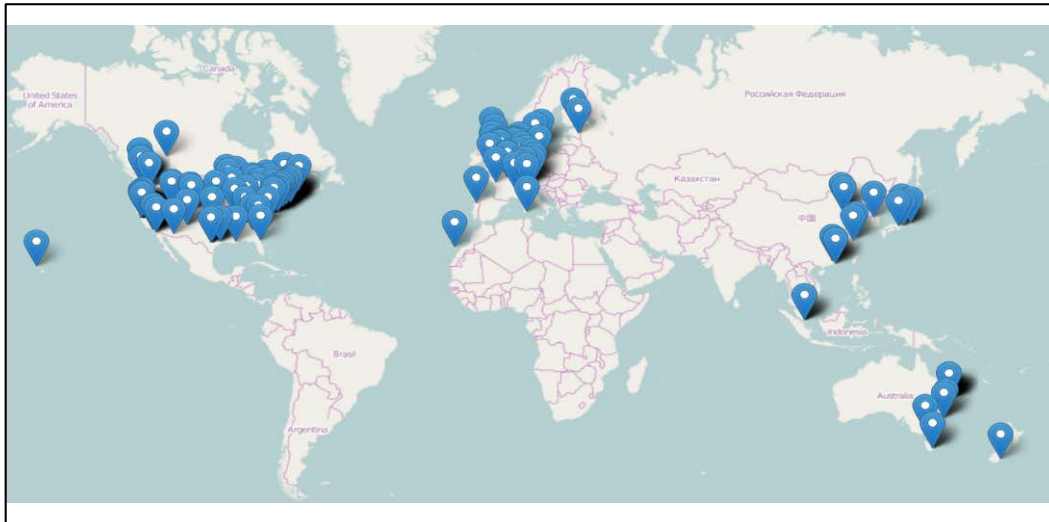 Canada
United States
of America
Российская Федерация
Казахстан
中国
Indonesia
Brasil
Australia
Argentina